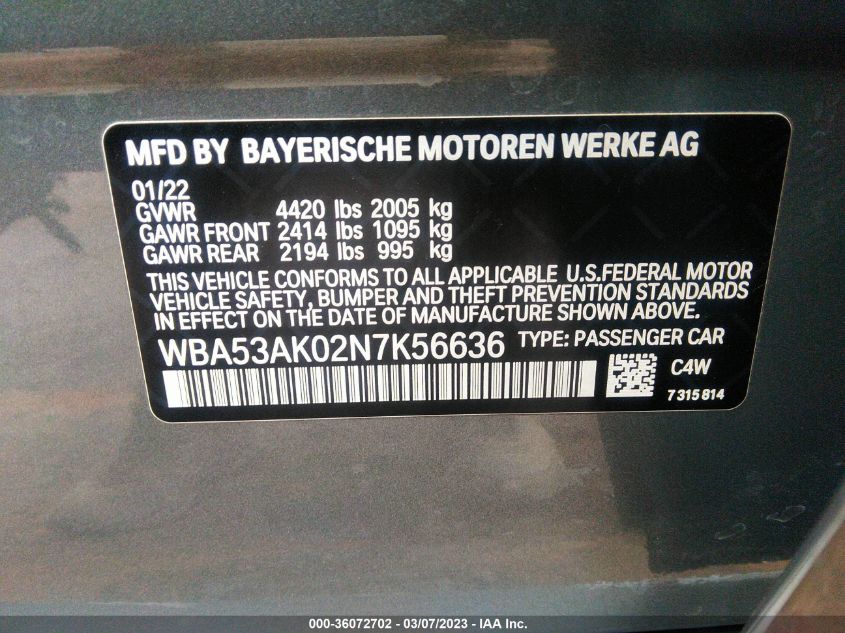 MFD BY BAYERISCHE MOTOREN WERKE AG
01/22
GVWR 4420 lbs 2005 kg
GAWR FRONT 2414 lbs 1095 kg
GAWR REAR 2194 lbs 995 kg
THIS VEHICLE CONFORMS TO ALL APPLICABLE U.S.FEDERAL MOTOR
VEHICLE SAFETY, BUMPER AND THEFT PREVENTION STANDARDS
IN EFFECT ON THE DATE OF MANUFACTURE SHOWN ABOVE.
WBA53AK02N7K56636 TYPE: PASSENGER CAR
C4W
7 315 814
000-36072702 - 03/07/2023 - IAA Inc.